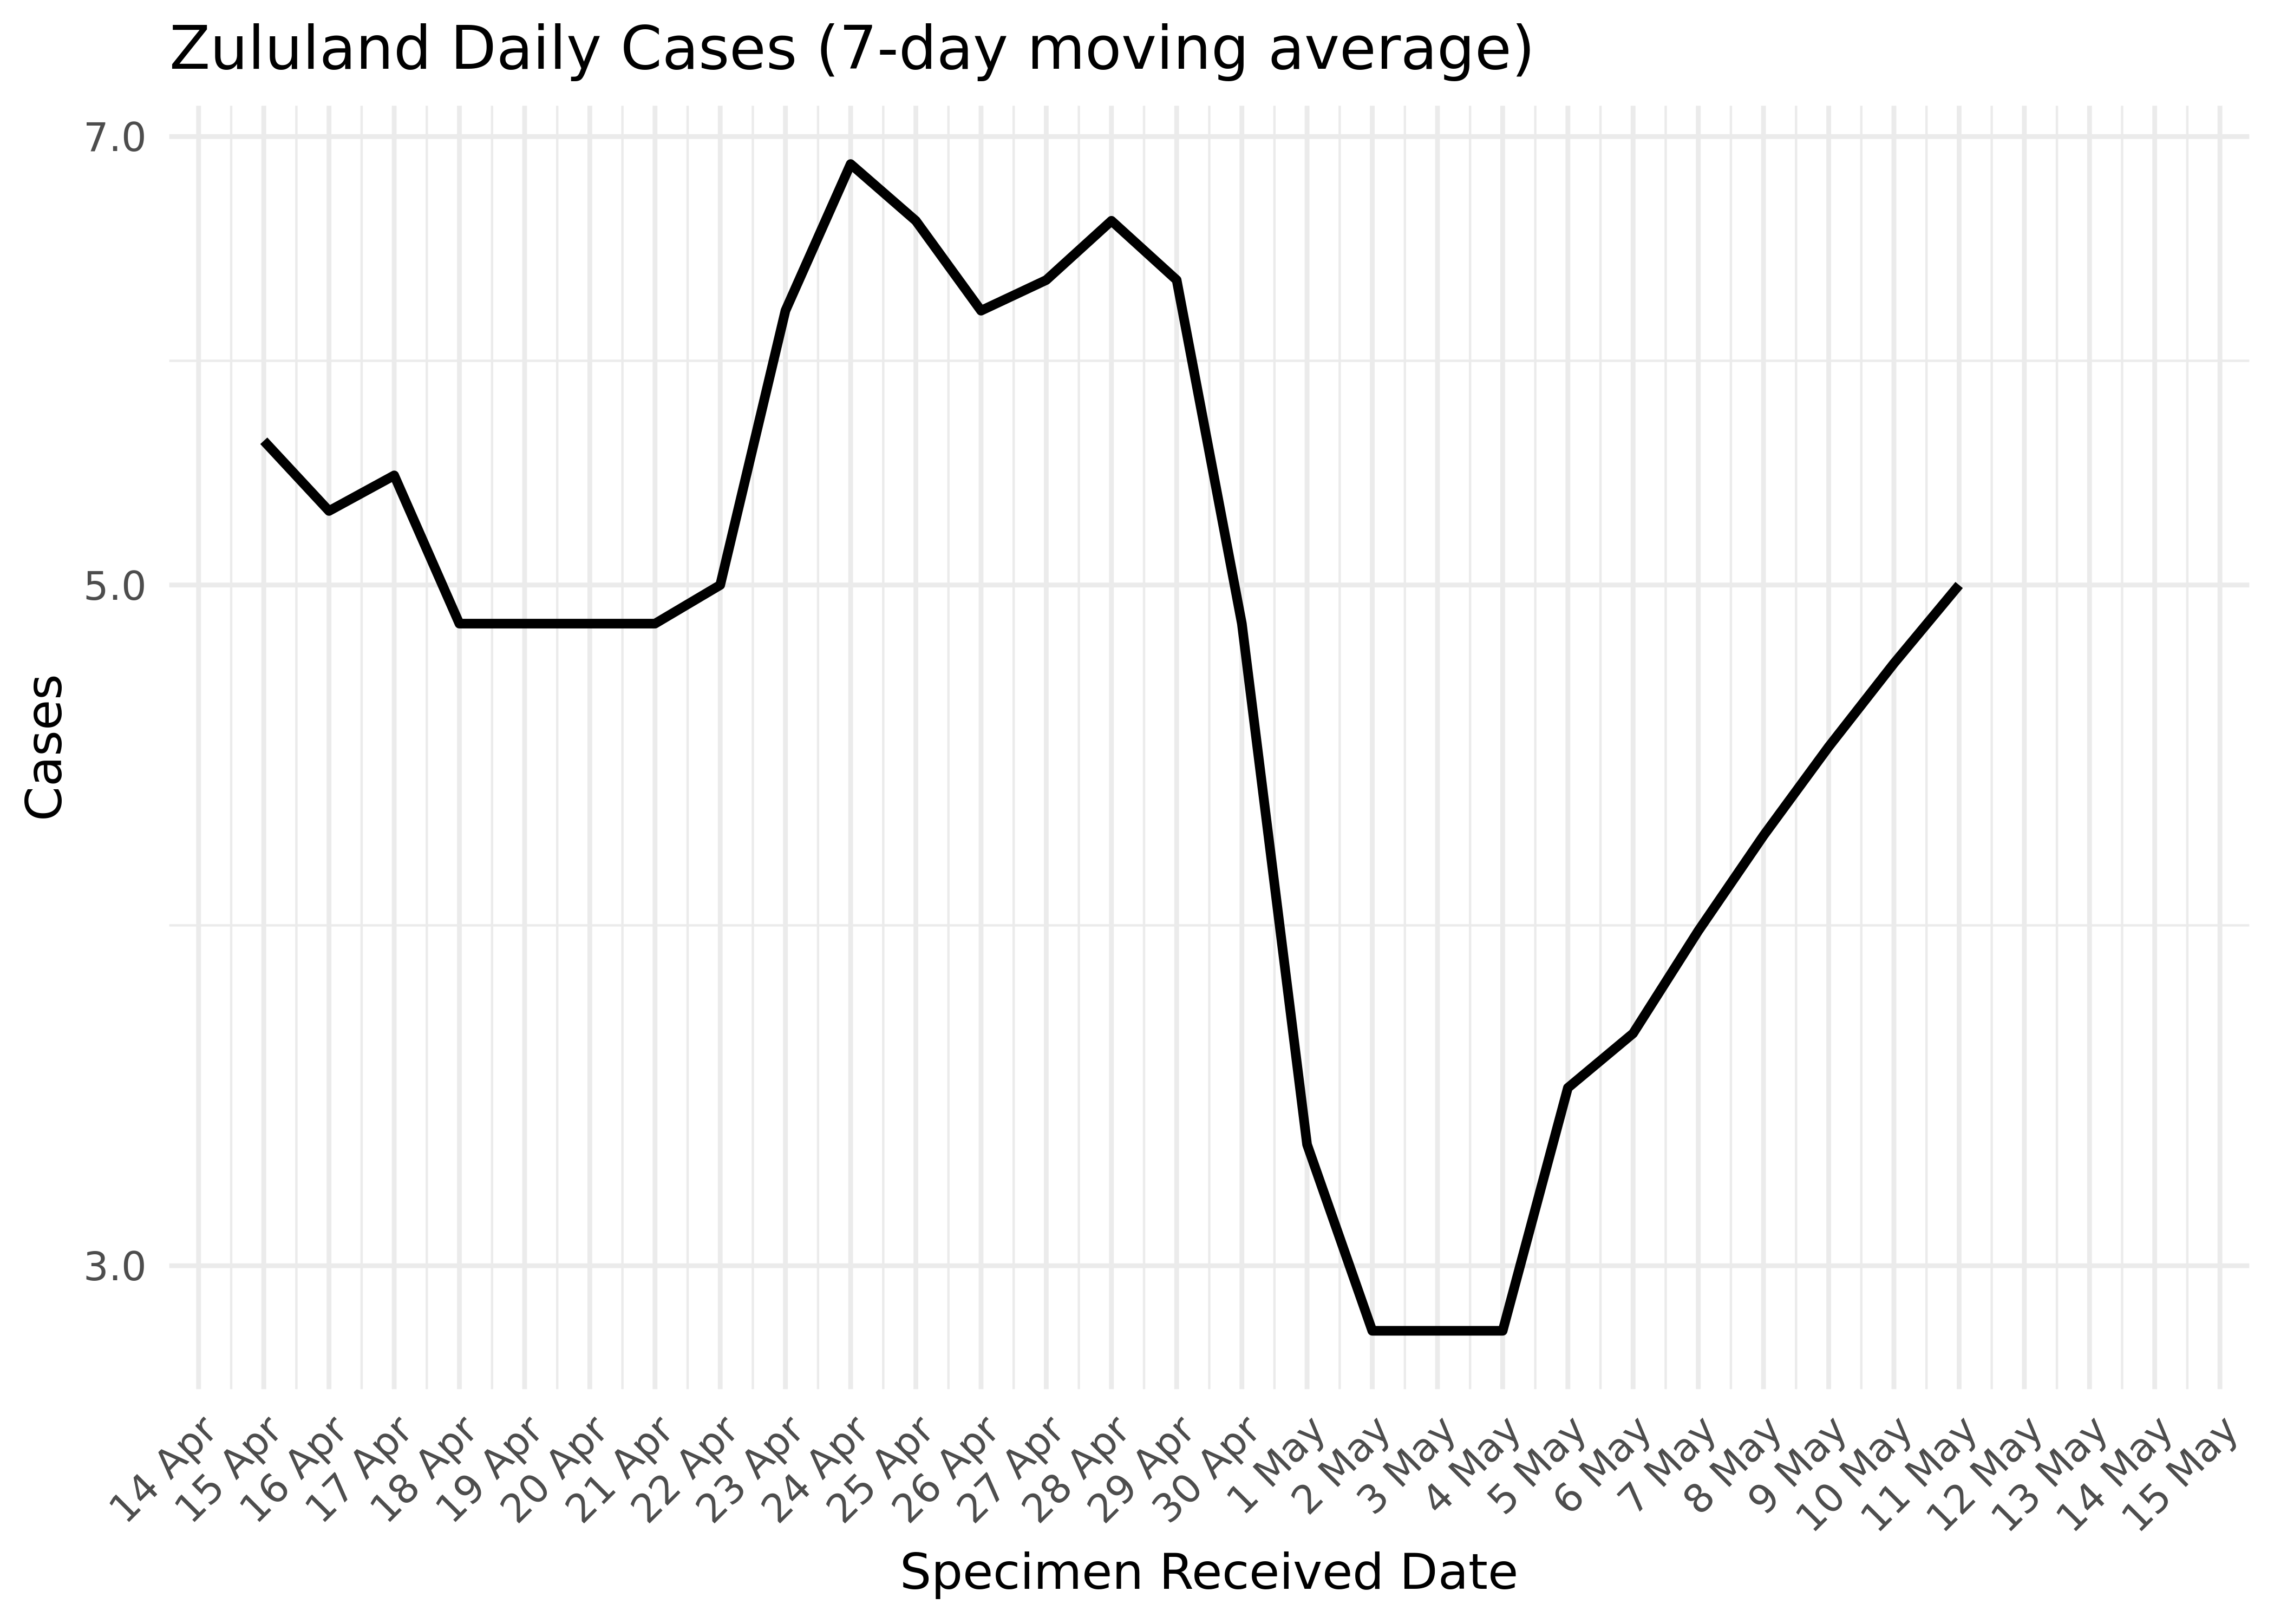 Zululand Daily Cases (7-day moving average)
7.0
5.0
3.0
Cases
14 Apr
15 Apr
16 Apr
17 Apr
18 Apr
19 Apr
20 Apr
21 Apr
22 Apr
23 Apr
24 Apr
25 Apr
26 Apr
27 Apr
28 Apr
29 Apr
30 Apr
1 May
2 May
3 May
4 May
5 May
6 May
7 May
8 May
9 May
10 May
11 May
12 May
13 May
14 May
15 May
Specimen Received Date